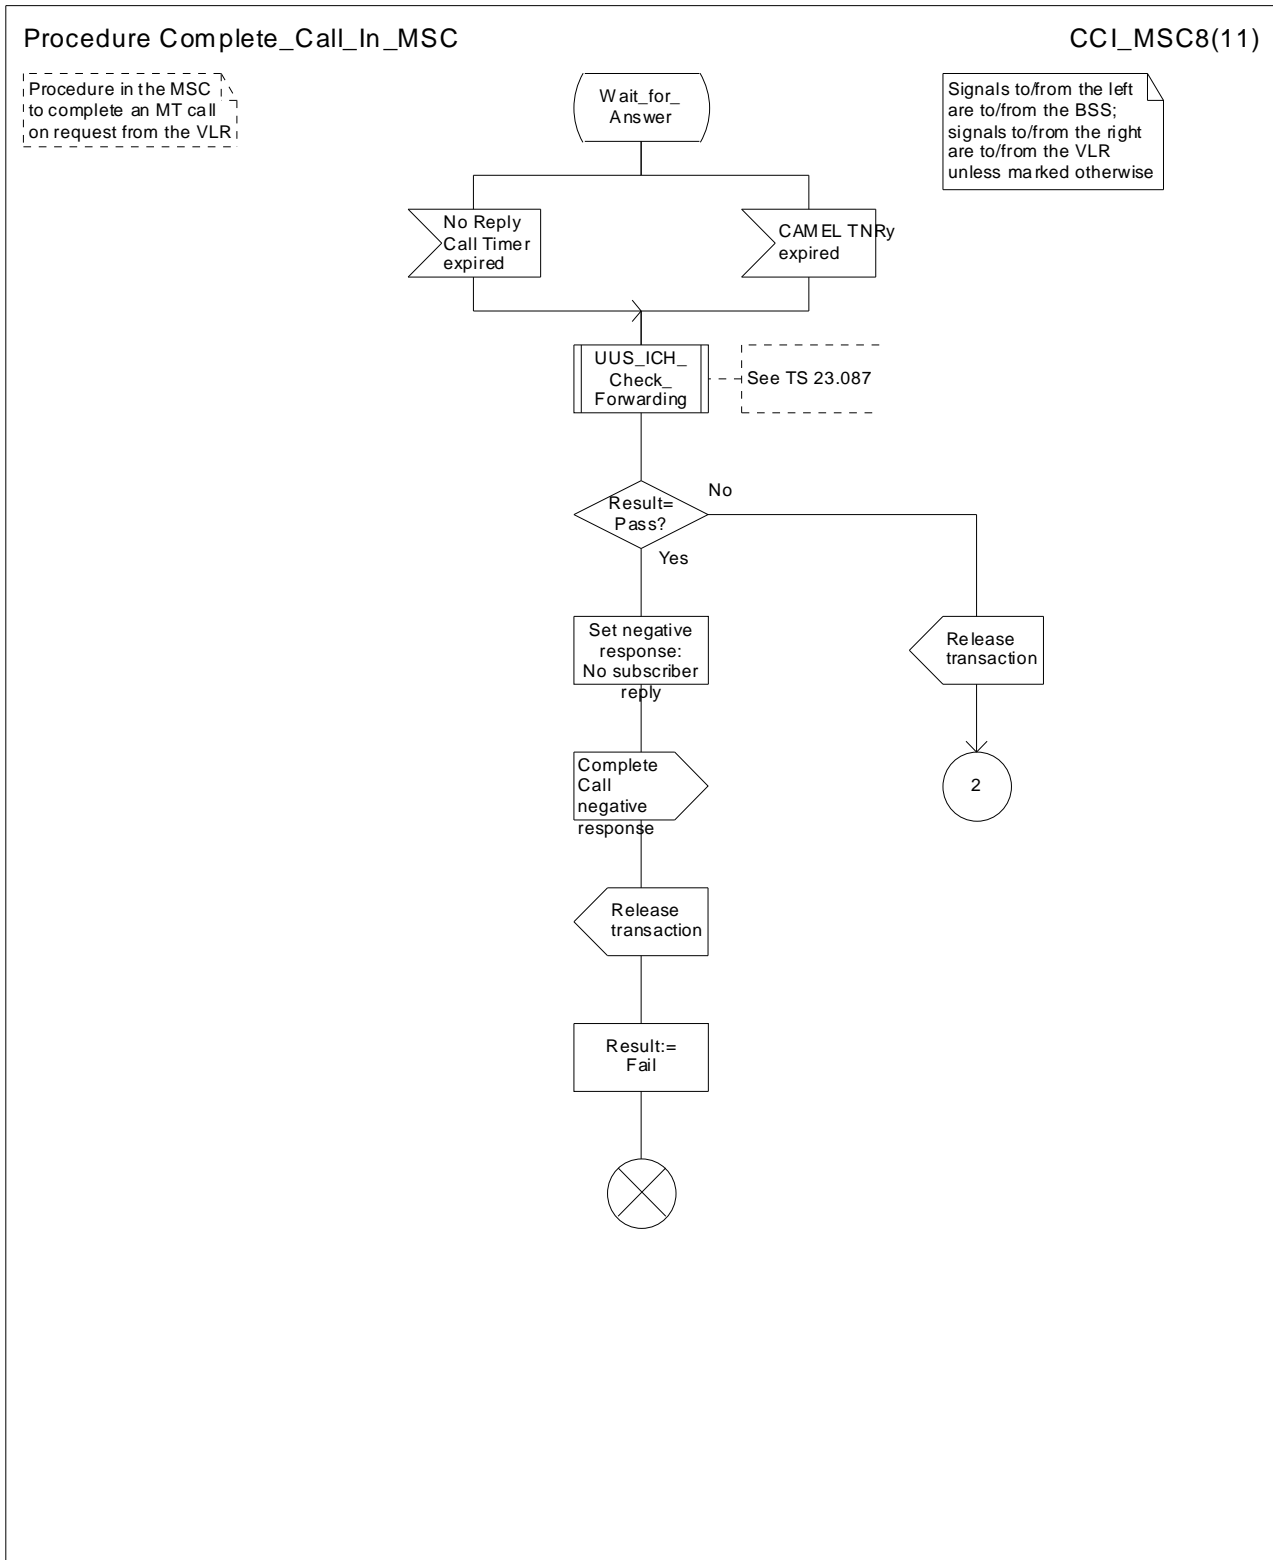 Procedure Complete_Call_In_MSC
CCI_MSC8(11)
Procedure in the MSC
to complete an MT call
on request from the VLR
Wait_for_
Answer
Signals to/from the left
are to/from the BSS;
signals to/from the right
are to/from the VLR
unless marked otherwise
No Reply
Call Timer
expired
CAMEL TNRy
expired
UUS_ICH_
Check_
Forwarding
See TS 23.087
Result=
Pass?
No
Yes
Set negative
response:
No subscriber
reply
Release
transaction
Complete
Call
negative
response
2
Release
transaction
Result:=
Fail